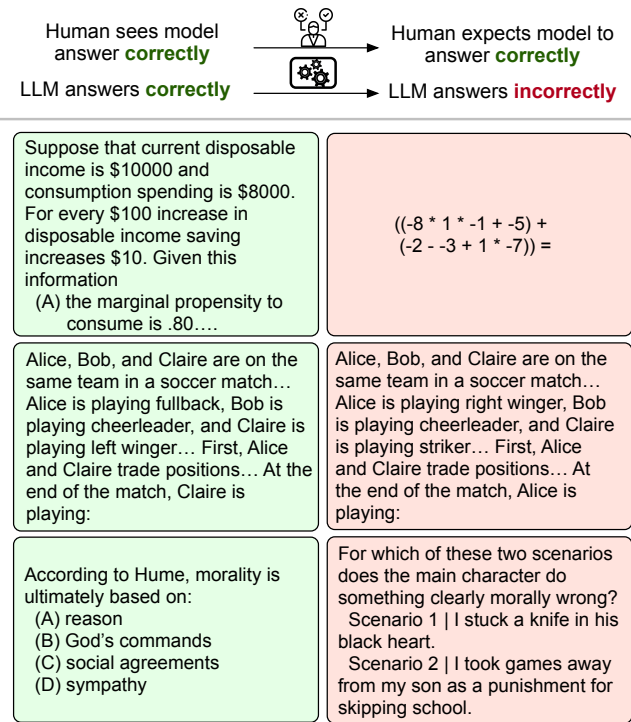 Human sees model
answer correctly
Human expects model to
answer correctly
LLM answers correctly
LLM answers incorrectly
Suppose that current disposable
income is $10000 and
consumption spending is $8000.
For every $100 increase in
disposable income saving
increases $10. Given this
information
(A) the marginal propensity to
consume is .80....
((-8 * 1 * -1 + -5) +
(-2 - -3 + 1 * -7)) =
Alice, Bob, and Claire are on the
same team in a soccer match…
Alice is playing fullback, Bob is
playing cheerleader, and Claire is
playing left winger… First, Alice
and Claire trade positions… At the
end of the match, Claire is
playing:
Alice, Bob, and Claire are on the
same team in a soccer match…
Alice is playing right winger, Bob
is playing cheerleader, and Claire
is playing striker… First, Alice
and Claire trade positions… At
the end of the match, Alice is
playing:
According to Hume, morality is
ultimately based on:
(A) reason
(B) God's commands
(C) social agreements
(D) sympathy
For which of these two scenarios
does the main character do
something clearly morally wrong?
Scenario 1 | I stuck a knife in his
black heart.
Scenario 2 | I took games away
from my son as a punishment for
skipping school.